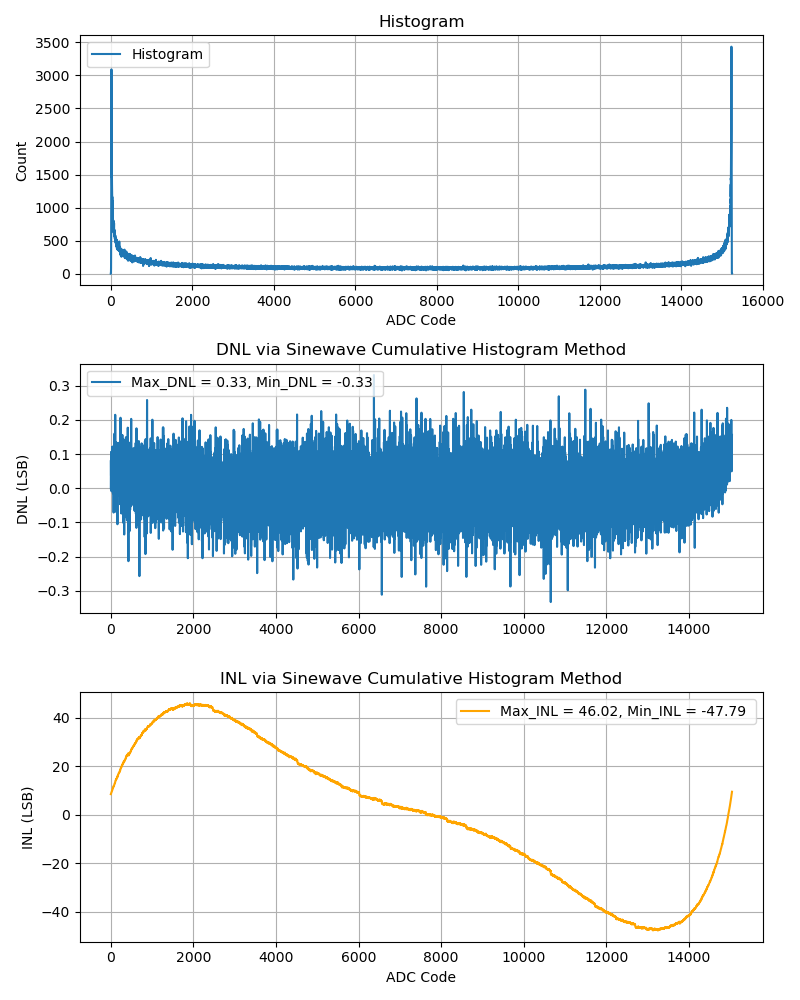 Histogram
3500
3000
2500
2000
1500
1000
500
0
Count
Histogram
0 2000 4000 6000 8000 10000 12000 14000 16000
ADC Code
DNL via Sinewave Cumulative Histogram Method
0.3
0.2
0.1
0.0
−0.1
−0.2
−0.3
DNL (LSB)
Max_DNL = 0.33, Min_DNL = -0.33
0 2000 4000 6000 8000 10000 12000 14000
INL via Sinewave Cumulative Histogram Method
40
20
0
−20
−40
INL (LSB)
Max_INL = 46.02, Min_INL = -47.79
0 2000 4000 6000 8000 10000 12000 14000
ADC Code